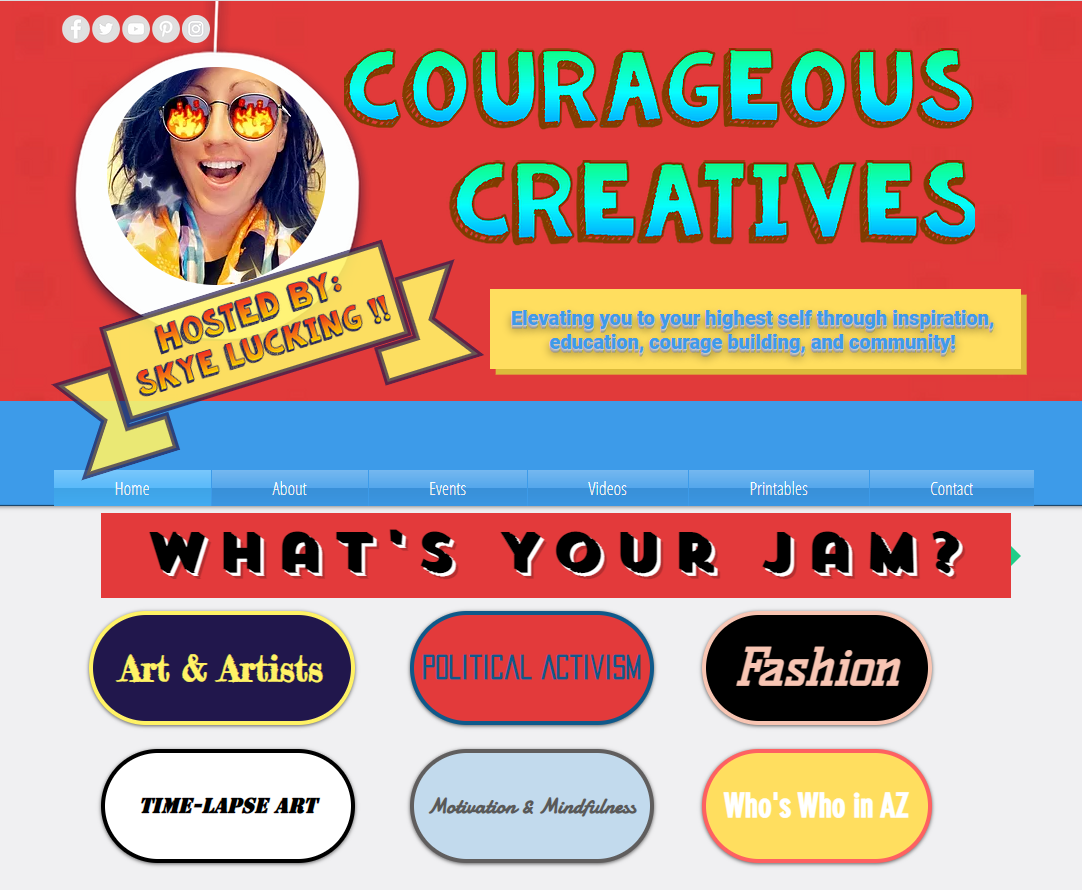 COURAGEOUS
CREATIVES
HOSTED BY:
SKYE LUCKING !!
Elevating you to your highest self through inspiration,
education, courage building, and community!
Home About Events Videos Printables Contact
WHAT'S YOUR JAM?
Art & Artists POLITICAL ACTIVISM Fashion
TIME-LAPSE ART Motivation & Mindfulness Who's Who in AZ